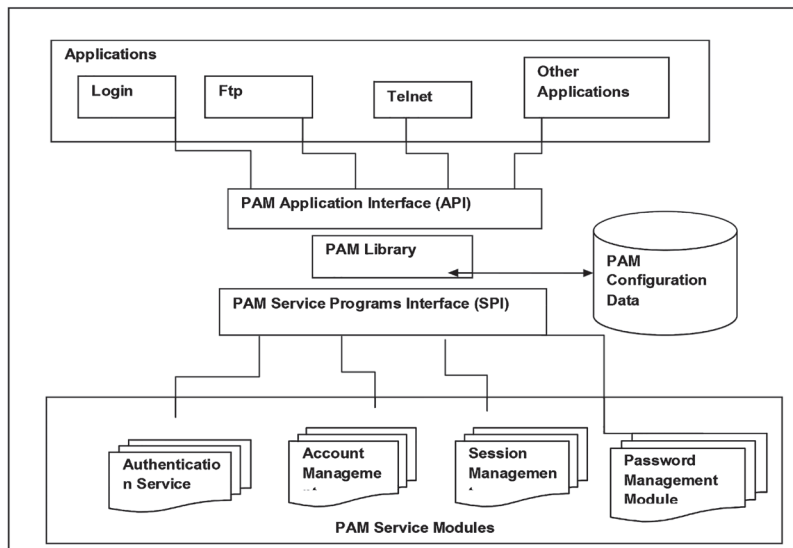 Applications
Login
Ftp
Telnet
Other
Applications
PAM Application Interface (API)
PAM Library
PAM
Configuration
Data
PAM Service Programs Interface (SPI)
Authenticatio
n Service
Account
Manageme
Session
Managemen
Password
Management
Module
PAM Service Modules